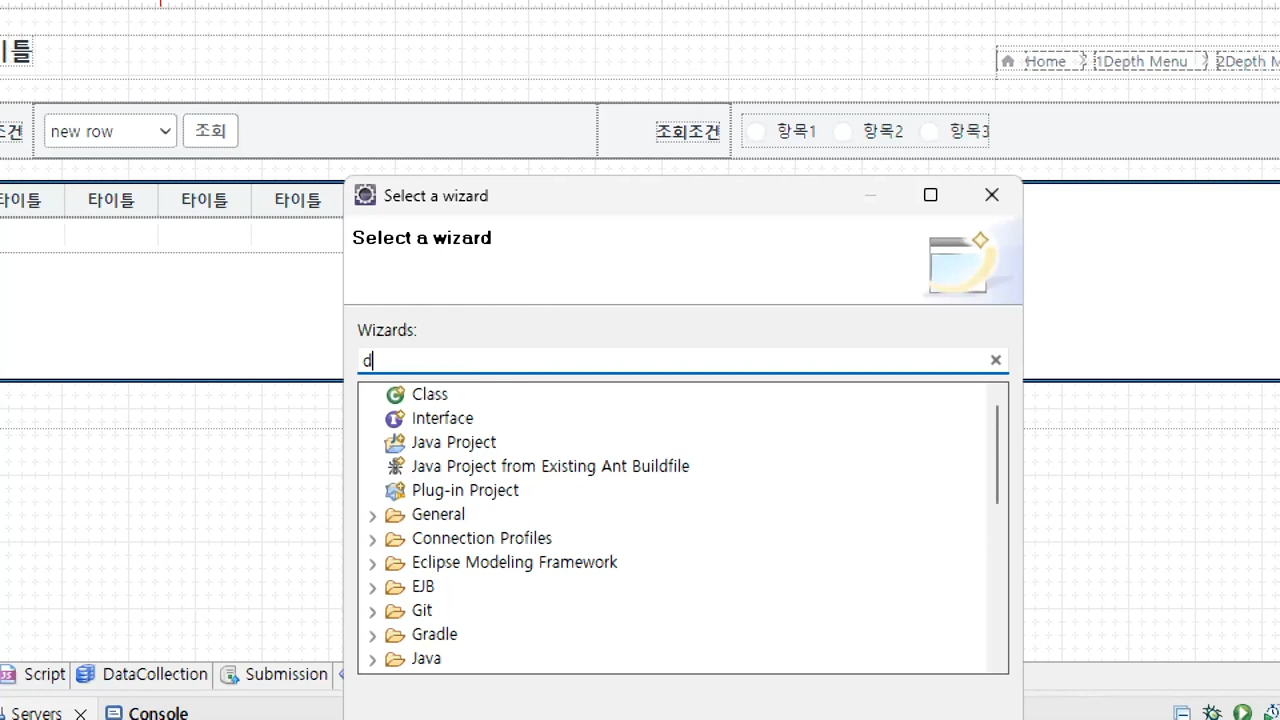 이틀
Home 1Depth Menu 2Depth M
조건 new row 조회 조회조건 항목1 항목2 항목3
타이틀 타이틀 타이틀 타이틀
Select a wizard
Select a wizard
Wizards:
d
Class
Interface
Java Project
Java Project from Existing Ant Buildfile
Plug-in Project
General
Connection Profiles
Eclipse Modeling Framework
EJB
Git
Gradle
Java
Script DataCollection Submission
Servers Console